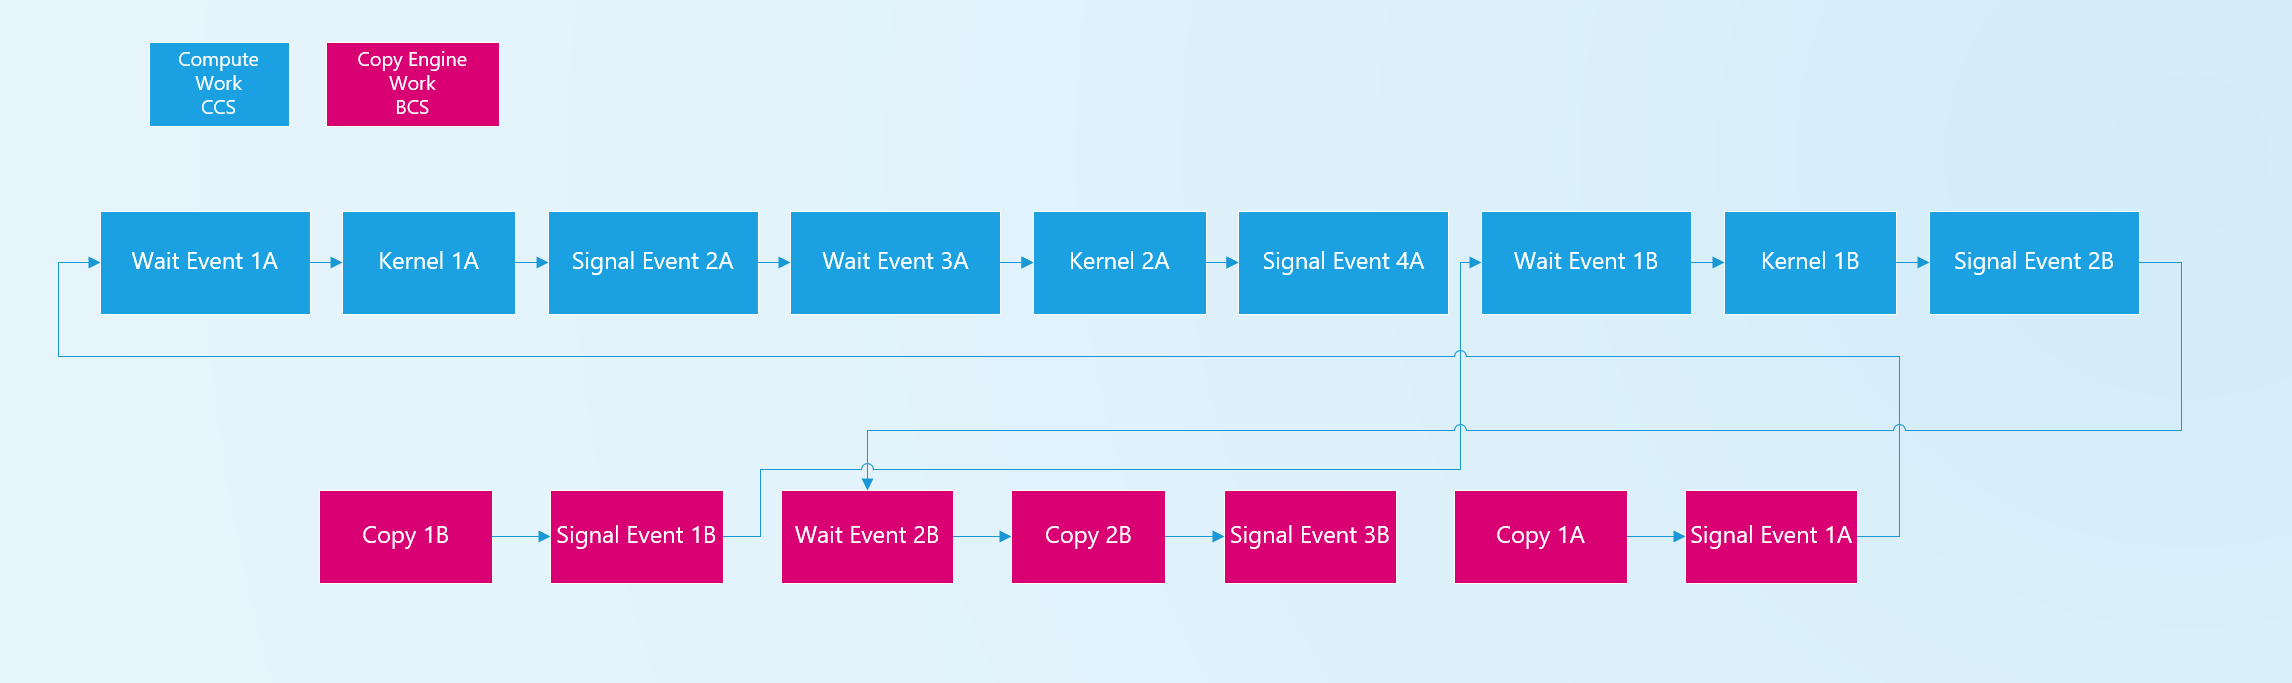 Compute
Work
CCS
Copy Engine
Work
BCS
Wait Event 1A
Kernel 1A
Signal Event 2A
Wait Event 3A
Kernel 2A
Signal Event 4A
Wait Event 1B
Kernel 1B
Signal Event 2B
Copy 1B
Signal Event 1B
Wait Event 2B
Copy 2B
Signal Event 3B
Copy 1A
Signal Event 1A